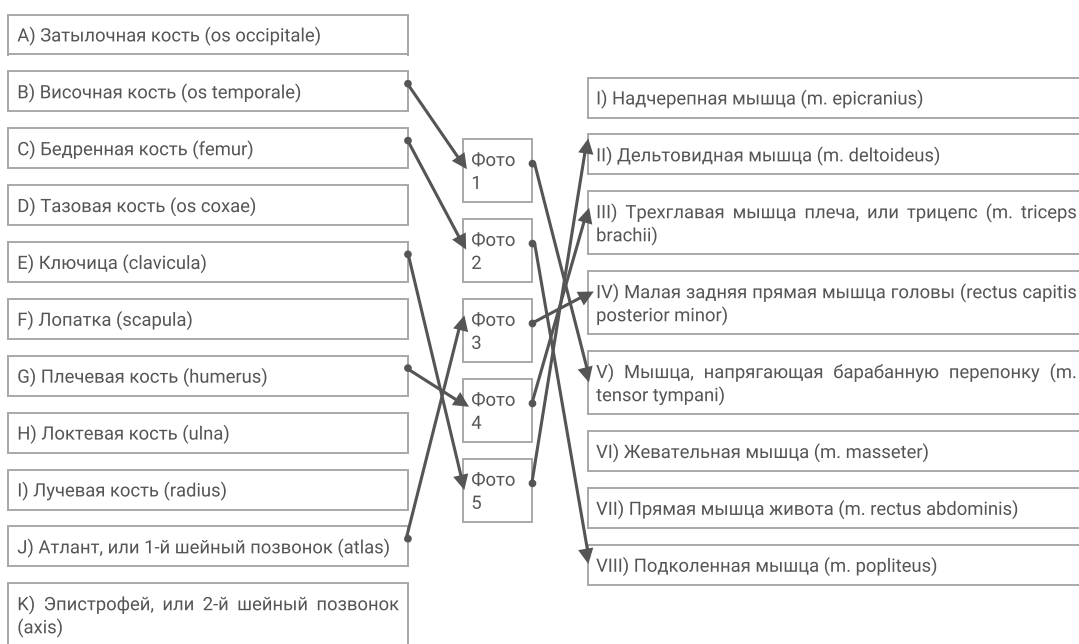 A) Затылочная кость (os occipitale)
B) Височная кость (os temporale)
C) Бедренная кость (femur)
D) Тазовая кость (os coxae)
E) Ключица (clavicula)
F) Лопатка (scapula)
G) Плечевая кость (humerus)
H) Локтевая кость (ulna)
I) Лучевая кость (radius)
J) Атлант, или 1-й шейный позвонок (atlas)
K) Эпистрофей, или 2-й шейный позвонок
(axis)
Фото
1
Фото
2
Фото
3
Фото
4
Фото
5
I) Надчерепная мышца (m. epicranius)
II) Дельтовидная мышца (m. deltoideus)
III) Трехглавая мышца плеча, или трицепс (m. triceps
brachii)
IV) Малая задняя прямая мышца головы (rectus capitis
posterior minor)
V) Мышца, напрягающая барабанную перепонку (m.
tensor tympani)
VI) Жевательная мышца (m. masseter)
VII) Прямая мышца живота (m. rectus abdominis)
VIII) Подколенная мышца (m. popliteus)